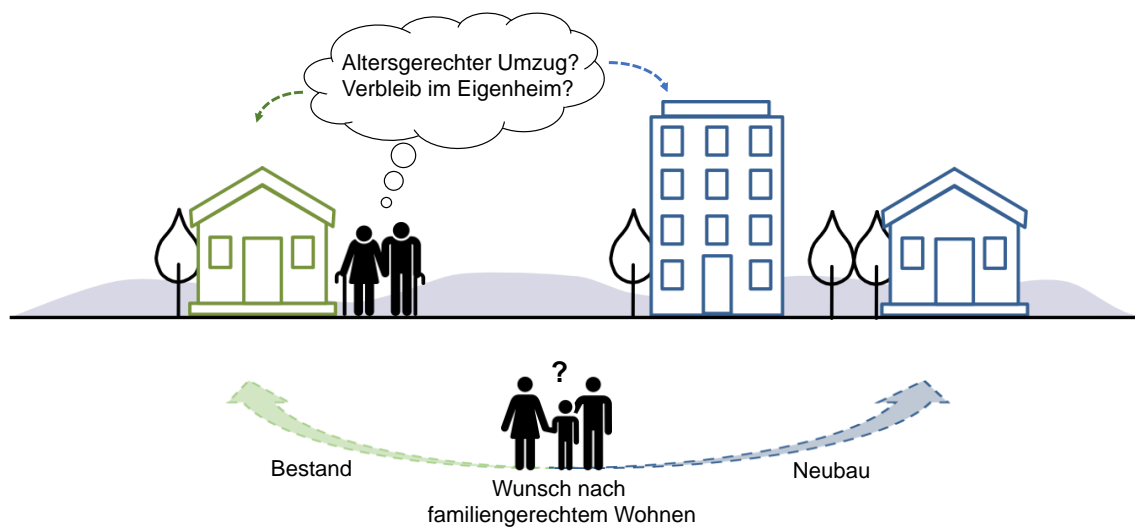 Altersgerechter Umzug?
Verbleib im Eigenheim?
?
Bestand
Neubau
Wunsch nach
familiengerechtem Wohnen